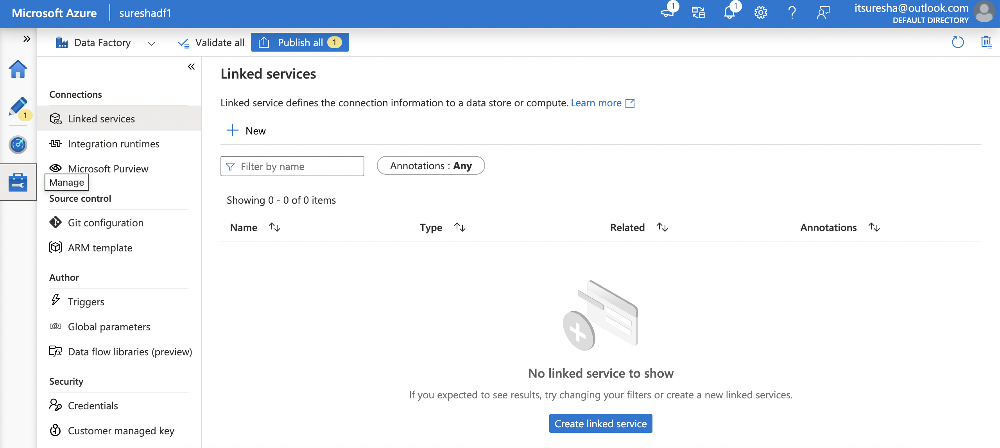 Microsoft Azure
sureshadf1
1
1
itsuresha@outlook.com
DEFAULT DIRECTORY
Data Factory
Validate all
Publish all 1
1
Connections
Linked services
Integration runtimes
Microsoft Purview
Manage
Source control
Git configuration
ARM template
Author
Triggers
Global parameters
Data flow libraries (preview)
Security
Credentials
Customer managed key
Linked services
Linked service defines the connection information to a data store or compute. Learn more
New
Filter by name
Annotations : Any
Showing 0 - 0 of 0 items
Name Type Related Annotations
No linked service to show
If you expected to see results, try changing your filters or create a new linked services.
Create linked service